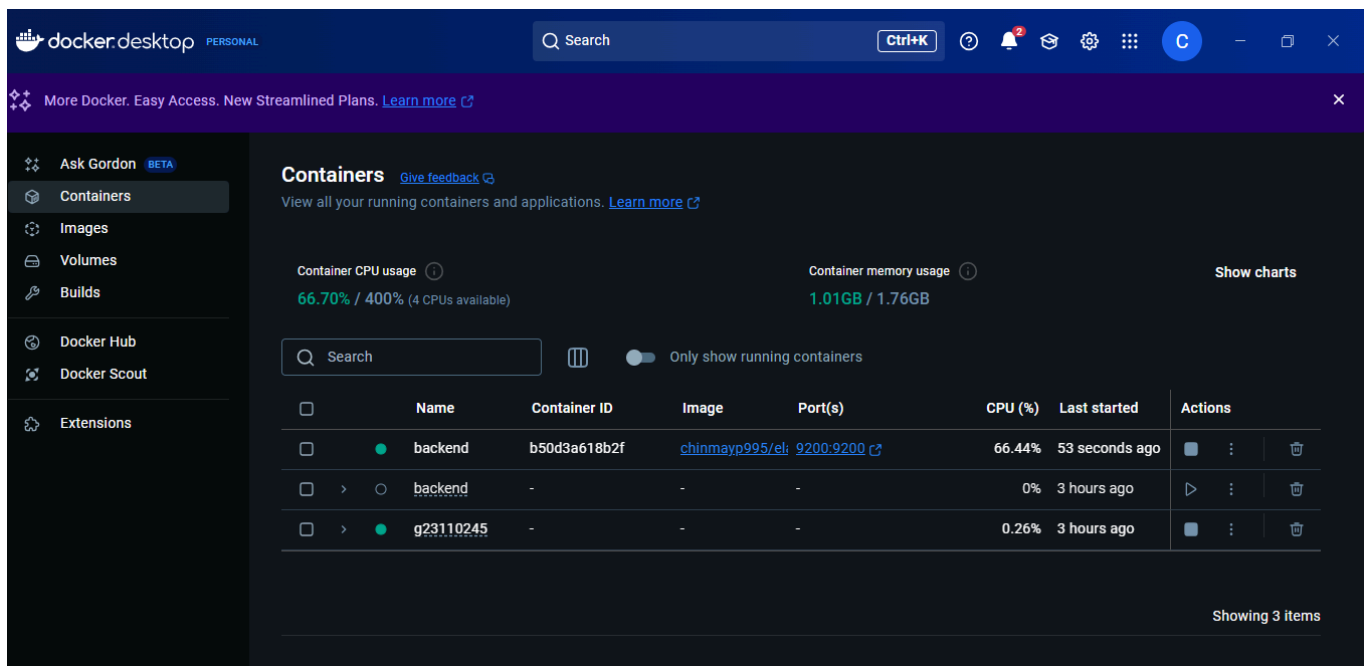 docker.desktop PERSONAL Search Ctrl+K 2 C
More Docker. Easy Access. New Streamlined Plans. Learn more
Ask Gordon BETA
Containers
Images
Volumes
Builds
Docker Hub
Docker Scout
Extensions
Containers Give feedback
View all your running containers and applications. Learn more
Container CPU usage
66.70% / 400% (4 CPUs available)
Container memory usage
1.01GB / 1.76GB
Show charts
Search
Only show running containers
Name Container ID Image Port(s) CPU (%) Last started Actions
backend b50d3a618b2f chinmayp995/ela 9200:9200 66.44% 53 seconds ago
backend - - - 0% 3 hours ago
g23110245 - - - 0.26% 3 hours ago
Showing 3 items